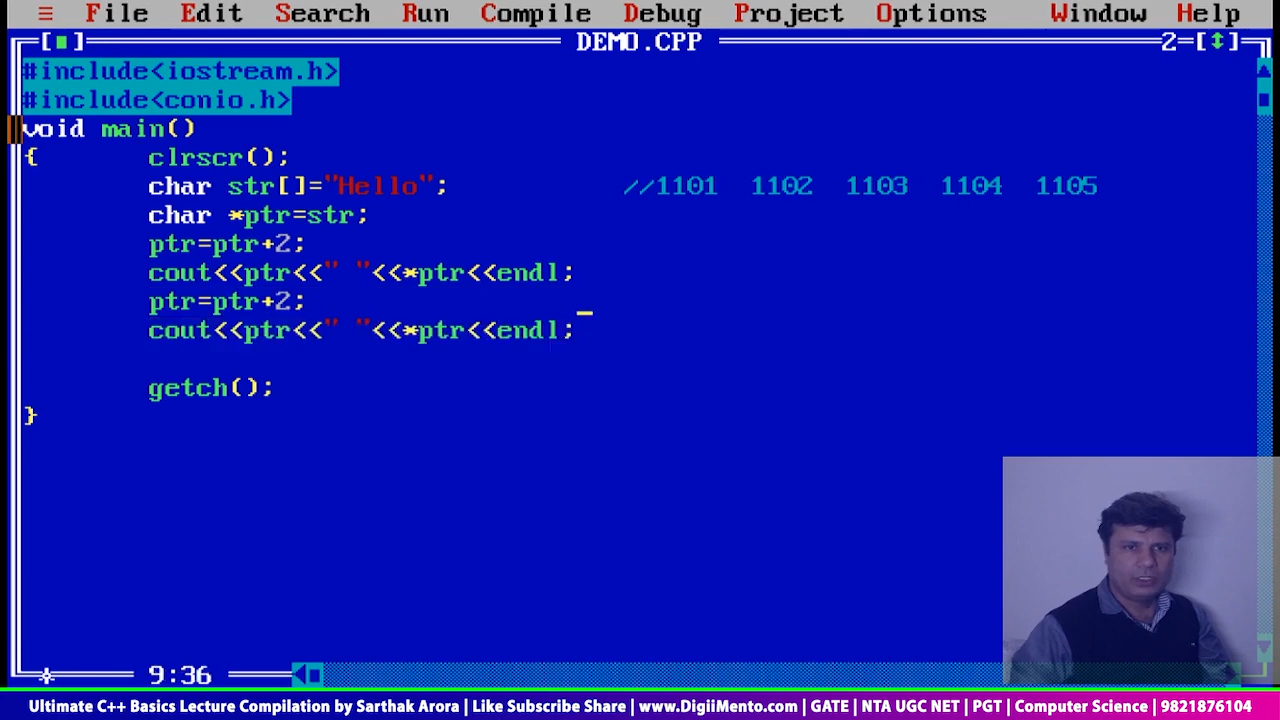 ≡ File Edit Search Run Compile Debug Project Options Window Help
[■] DEMO.CPP 2=[↕]
#include<iostream.h>
#include<conio.h>
void main()
{ clrscr();
char str[]="Hello"; //1101 1102 1103 1104 1105
char *ptr=str;
ptr=ptr+2;
cout<<ptr<<" "<<*ptr<<endl;
ptr=ptr+2;
cout<<ptr<<" "<<*ptr<<endl;
getch();
}
9:36
Ultimate C++ Basics Lecture Compilation by Sarthak Arora | Like Subscribe Share | www.DigiiMento.com | GATE | NTA UGC NET | PGT | Computer Science | 9821876104